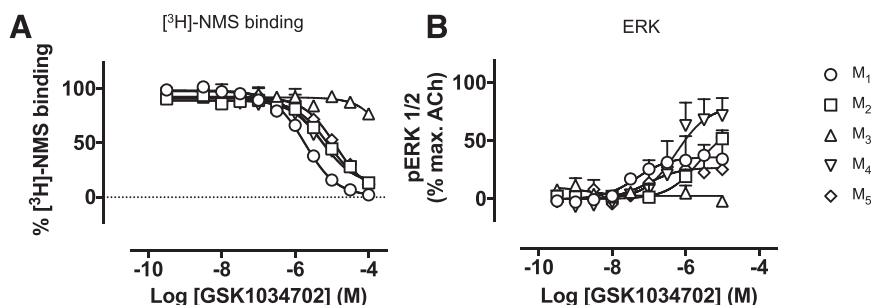 A
[³H]-NMS binding
% [³H]-NMS binding
100
50
0
-10
-8
-6
-4
Log [GSK1034702] (M)
B
ERK
pERK 1/2
(% max. ACh)
100
50
0
-10
-8
-6
-4
Log [GSK1034702] (M)
M₁
M₂
M₃
M₄
M₅